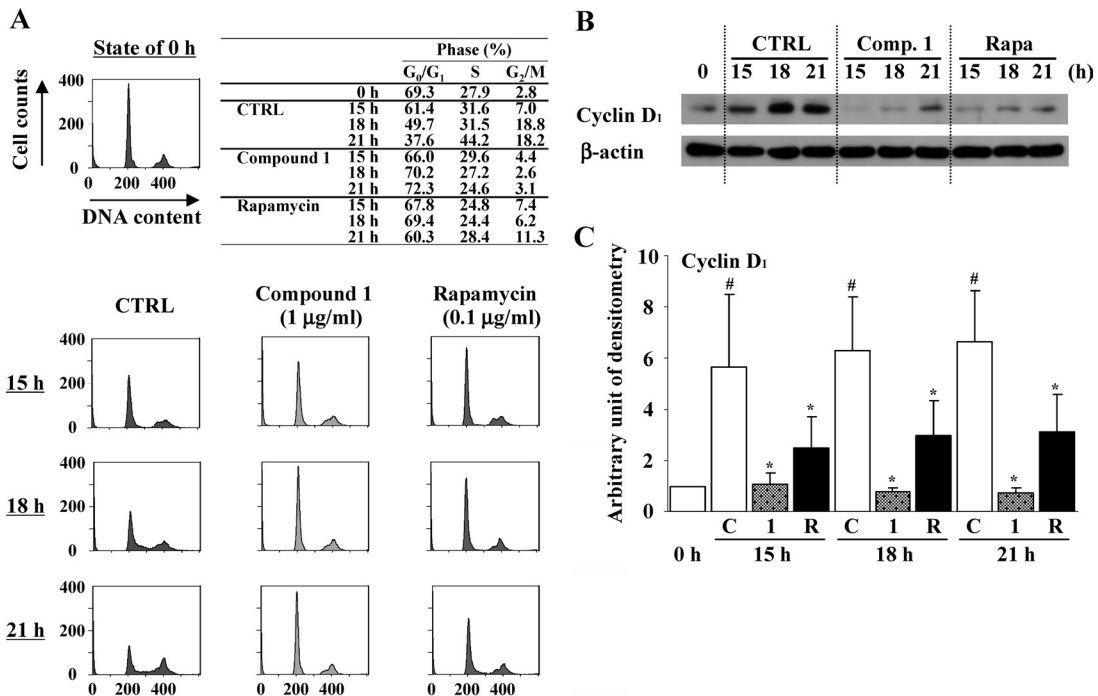 A
State of 0 h
Cell counts
400
200
0
0 200 400
DNA content
Phase (%)
G0/G1 S G2/M
0 h 69.3 27.9 2.8
CTRL 15 h 61.4 31.6 7.0
18 h 49.7 31.5 18.8
21 h 37.6 44.2 18.2
Compound 1 15 h 66.0 29.6 4.4
18 h 70.2 27.2 2.6
21 h 72.3 24.6 3.1
Rapamycin 15 h 67.8 24.8 7.4
18 h 69.4 24.4 6.2
21 h 60.3 28.4 11.3
CTRL
Compound 1
(1 µg/ml)
Rapamycin
(0.1 µg/ml)
15 h
400
200
0
18 h
400
200
0
21 h
400
200
0
0 200 400
0 200 400
0 200 400
B
CTRL Comp. 1 Rapa
0 15 18 21 15 18 21 15 18 21 (h)
Cyclin D1
β-actin
C
Cyclin D1
Arbitrary unit of densitometry
10
8
6
4
2
0
# * * # * * # * *
C 1 R C 1 R C 1 R
0 h 15 h 18 h 21 h